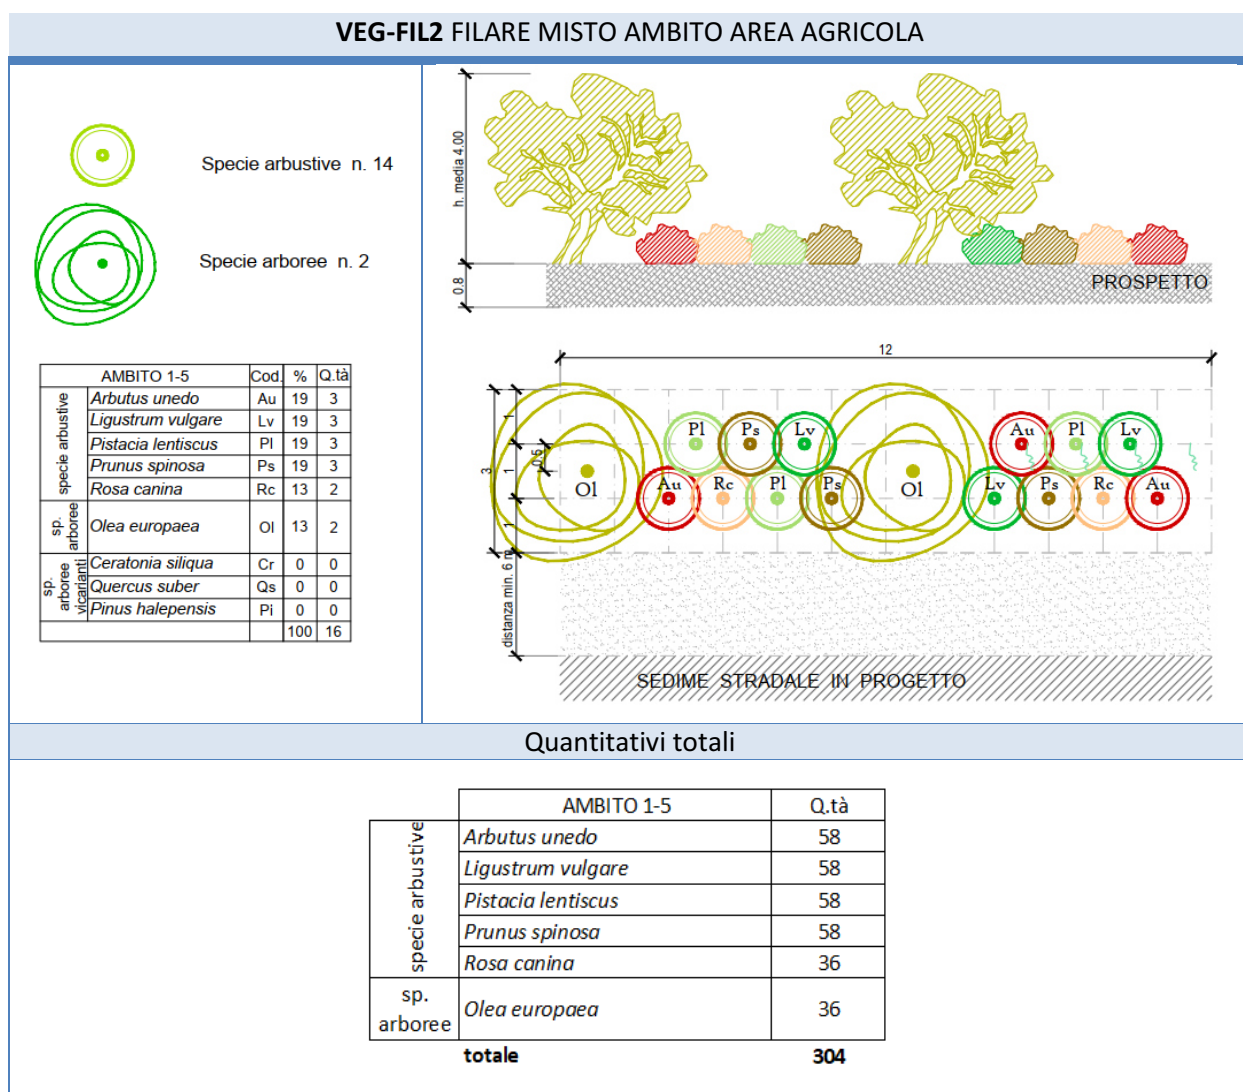 VEG-FIL2 FILARE MISTO AMBITO AREA AGRICOLA
Specie arbustive n. 14
Specie arboree n. 2
AMBITO 1-5 Cod. % Q.tà
specie arbustive
Arbutus unedo Au 19 3
Ligustrum vulgare Lv 19 3
Pistacia lentiscus Pl 19 3
Prunus spinosa Ps 19 3
Rosa canina Rc 13 2
sp. arboree
Olea europaea Ol 13 2
sp. arboree vicarianti
Ceratonia siliqua Cr 0 0
Quercus suber Qs 0 0
Pinus halepensis Pi 0 0
100 16
h. media 4.00
0.8
PROSPETTO
12
3
1
1
1
0.5
Pl Ps Lv Au Pl Lv
Ol Ol
Au Rc Pl Ps Lv Ps Rc Au
distanza min. 6 m
SEDIME STRADALE IN PROGETTO
Quantitativi totali
AMBITO 1-5 Q.tà
specie arbustive
Arbutus unedo 58
Ligustrum vulgare 58
Pistacia lentiscus 58
Prunus spinosa 58
Rosa canina 36
sp.
arboree
Olea europaea 36
totale 304